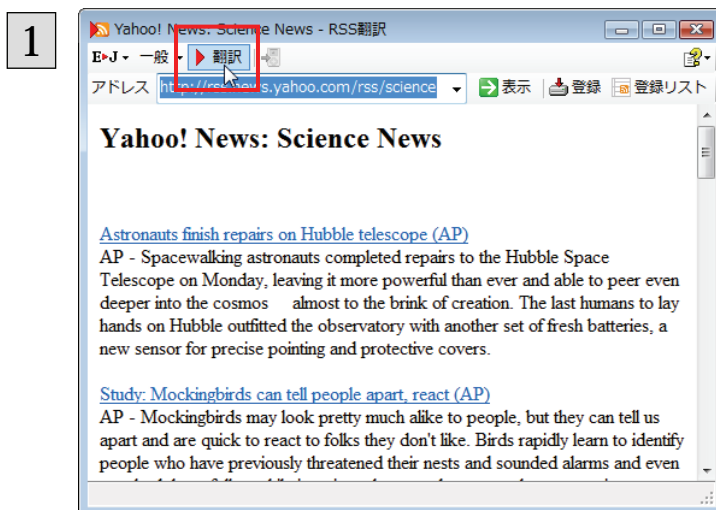 1
Yahoo! News: Science News - RSS翻訳
E▶J 一般 翻訳
アドレス http://rss.news.yahoo.com/rss/science 表示 登録 登録リスト
Yahoo! News: Science News
Astronauts finish repairs on Hubble telescope (AP)
AP - Spacewalking astronauts completed repairs to the Hubble Space
Telescope on Monday, leaving it more powerful than ever and able to peer even
deeper into the cosmos almost to the brink of creation. The last humans to lay
hands on Hubble outfitted the observatory with another set of fresh batteries, a
new sensor for precise pointing and protective covers.
Study: Mockingbirds can tell people apart, react (AP)
AP - Mockingbirds may look pretty much alike to people, but they can tell us
apart and are quick to react to folks they don't like. Birds rapidly learn to identify
people who have previously threatened their nests and sounded alarms and even